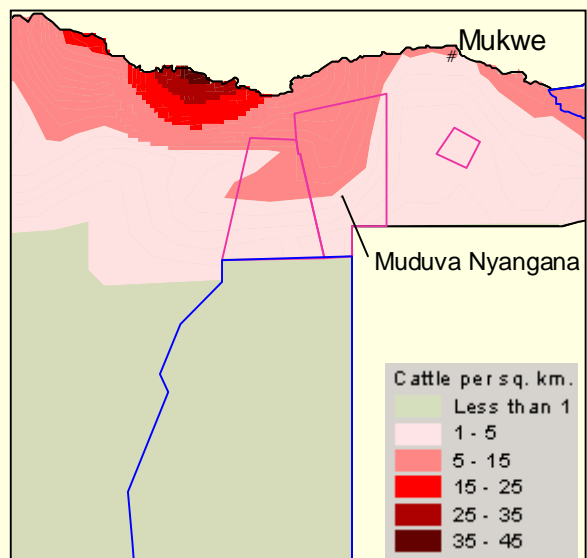 Mukwe
#
Muduva Nyangana
Cattle per sq. km.
Less than 1
1 - 5
5 - 15
15 - 25
25 - 35
35 - 45